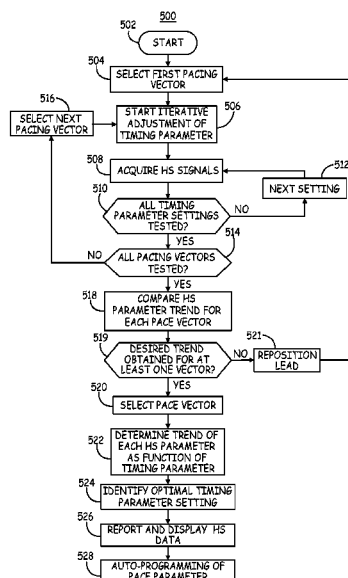 500
502
START
504
SELECT FIRST PACING
VECTOR
516
SELECT NEXT
PACING VECTOR
START ITERATIVE
ADJUSTMENT OF
TIMING PARAMETER
506
508
ACQUIRE HS SIGNALS
512
NEXT SETTING
510
ALL TIMING
PARAMETER SETTINGS
TESTED?
NO
YES
514
NO
ALL PACING VECTORS
TESTED?
YES
518
COMPARE HS
PARAMETER TREND FOR
EACH PACE VECTOR
519
DESIRED TREND
OBTAINED FOR AT
LEAST ONE VECTOR?
NO
521
REPOSITION
LEAD
YES
520
SELECT PACE VECTOR
522
DETERMINE TREND OF
EACH HS PARAMETER
AS FUNCTION OF
TIMING PARAMETER
524
IDENTIFY OPTIMAL TIMING
PARAMETER SETTING
526
REPORT AND DISPLAY HS
DATA
528
AUTO-PROGRAMMING OF
PACE PARAMETER